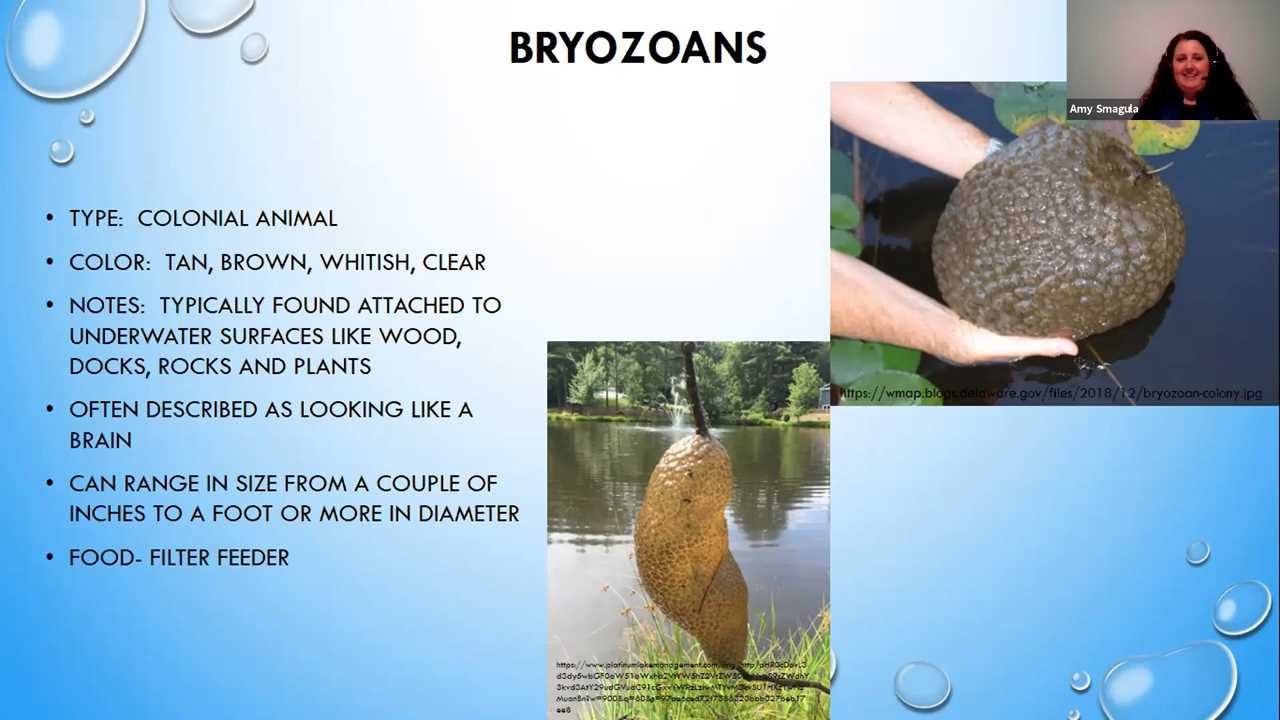 BRYOZOANS
Amy Smagula
• TYPE:  COLONIAL ANIMAL
• COLOR:  TAN, BROWN, WHITISH, CLEAR
• NOTES:  TYPICALLY FOUND ATTACHED TO
UNDERWATER SURFACES LIKE WOOD,
DOCKS, ROCKS AND PLANTS
• OFTEN DESCRIBED AS LOOKING LIKE A
BRAIN
• CAN RANGE IN SIZE FROM A COUPLE OF
INCHES TO A FOOT OR MORE IN DIAMETER
• FOOD- FILTER FEEDER
https://wmap.blogs.delaware.gov/files/2018/12/bryozoan-colony.jpg